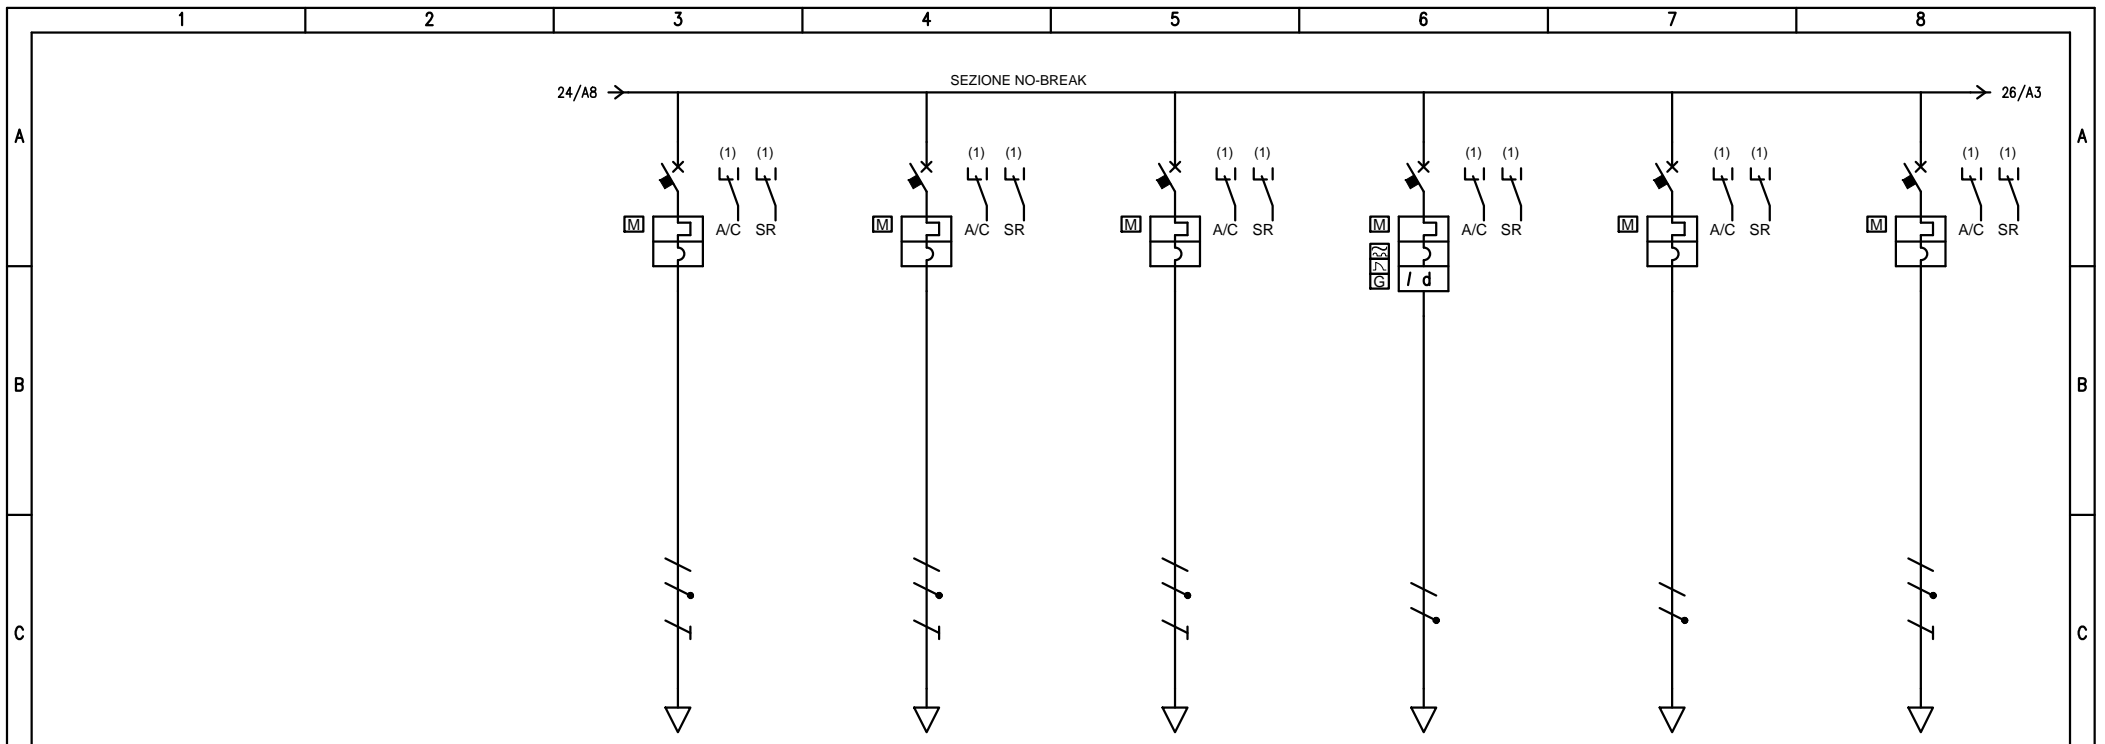 1 2 3 4 5 6 7 8
SEZIONE NO-BREAK
24/A8 26/A3
A A
(1) (1) (1) (1) (1) (1) (1) (1) (1) (1) (1) (1)
M A/C SR M A/C SR M A/C SR M A/C SR M A/C SR M A/C SR
G I d
B B
C C